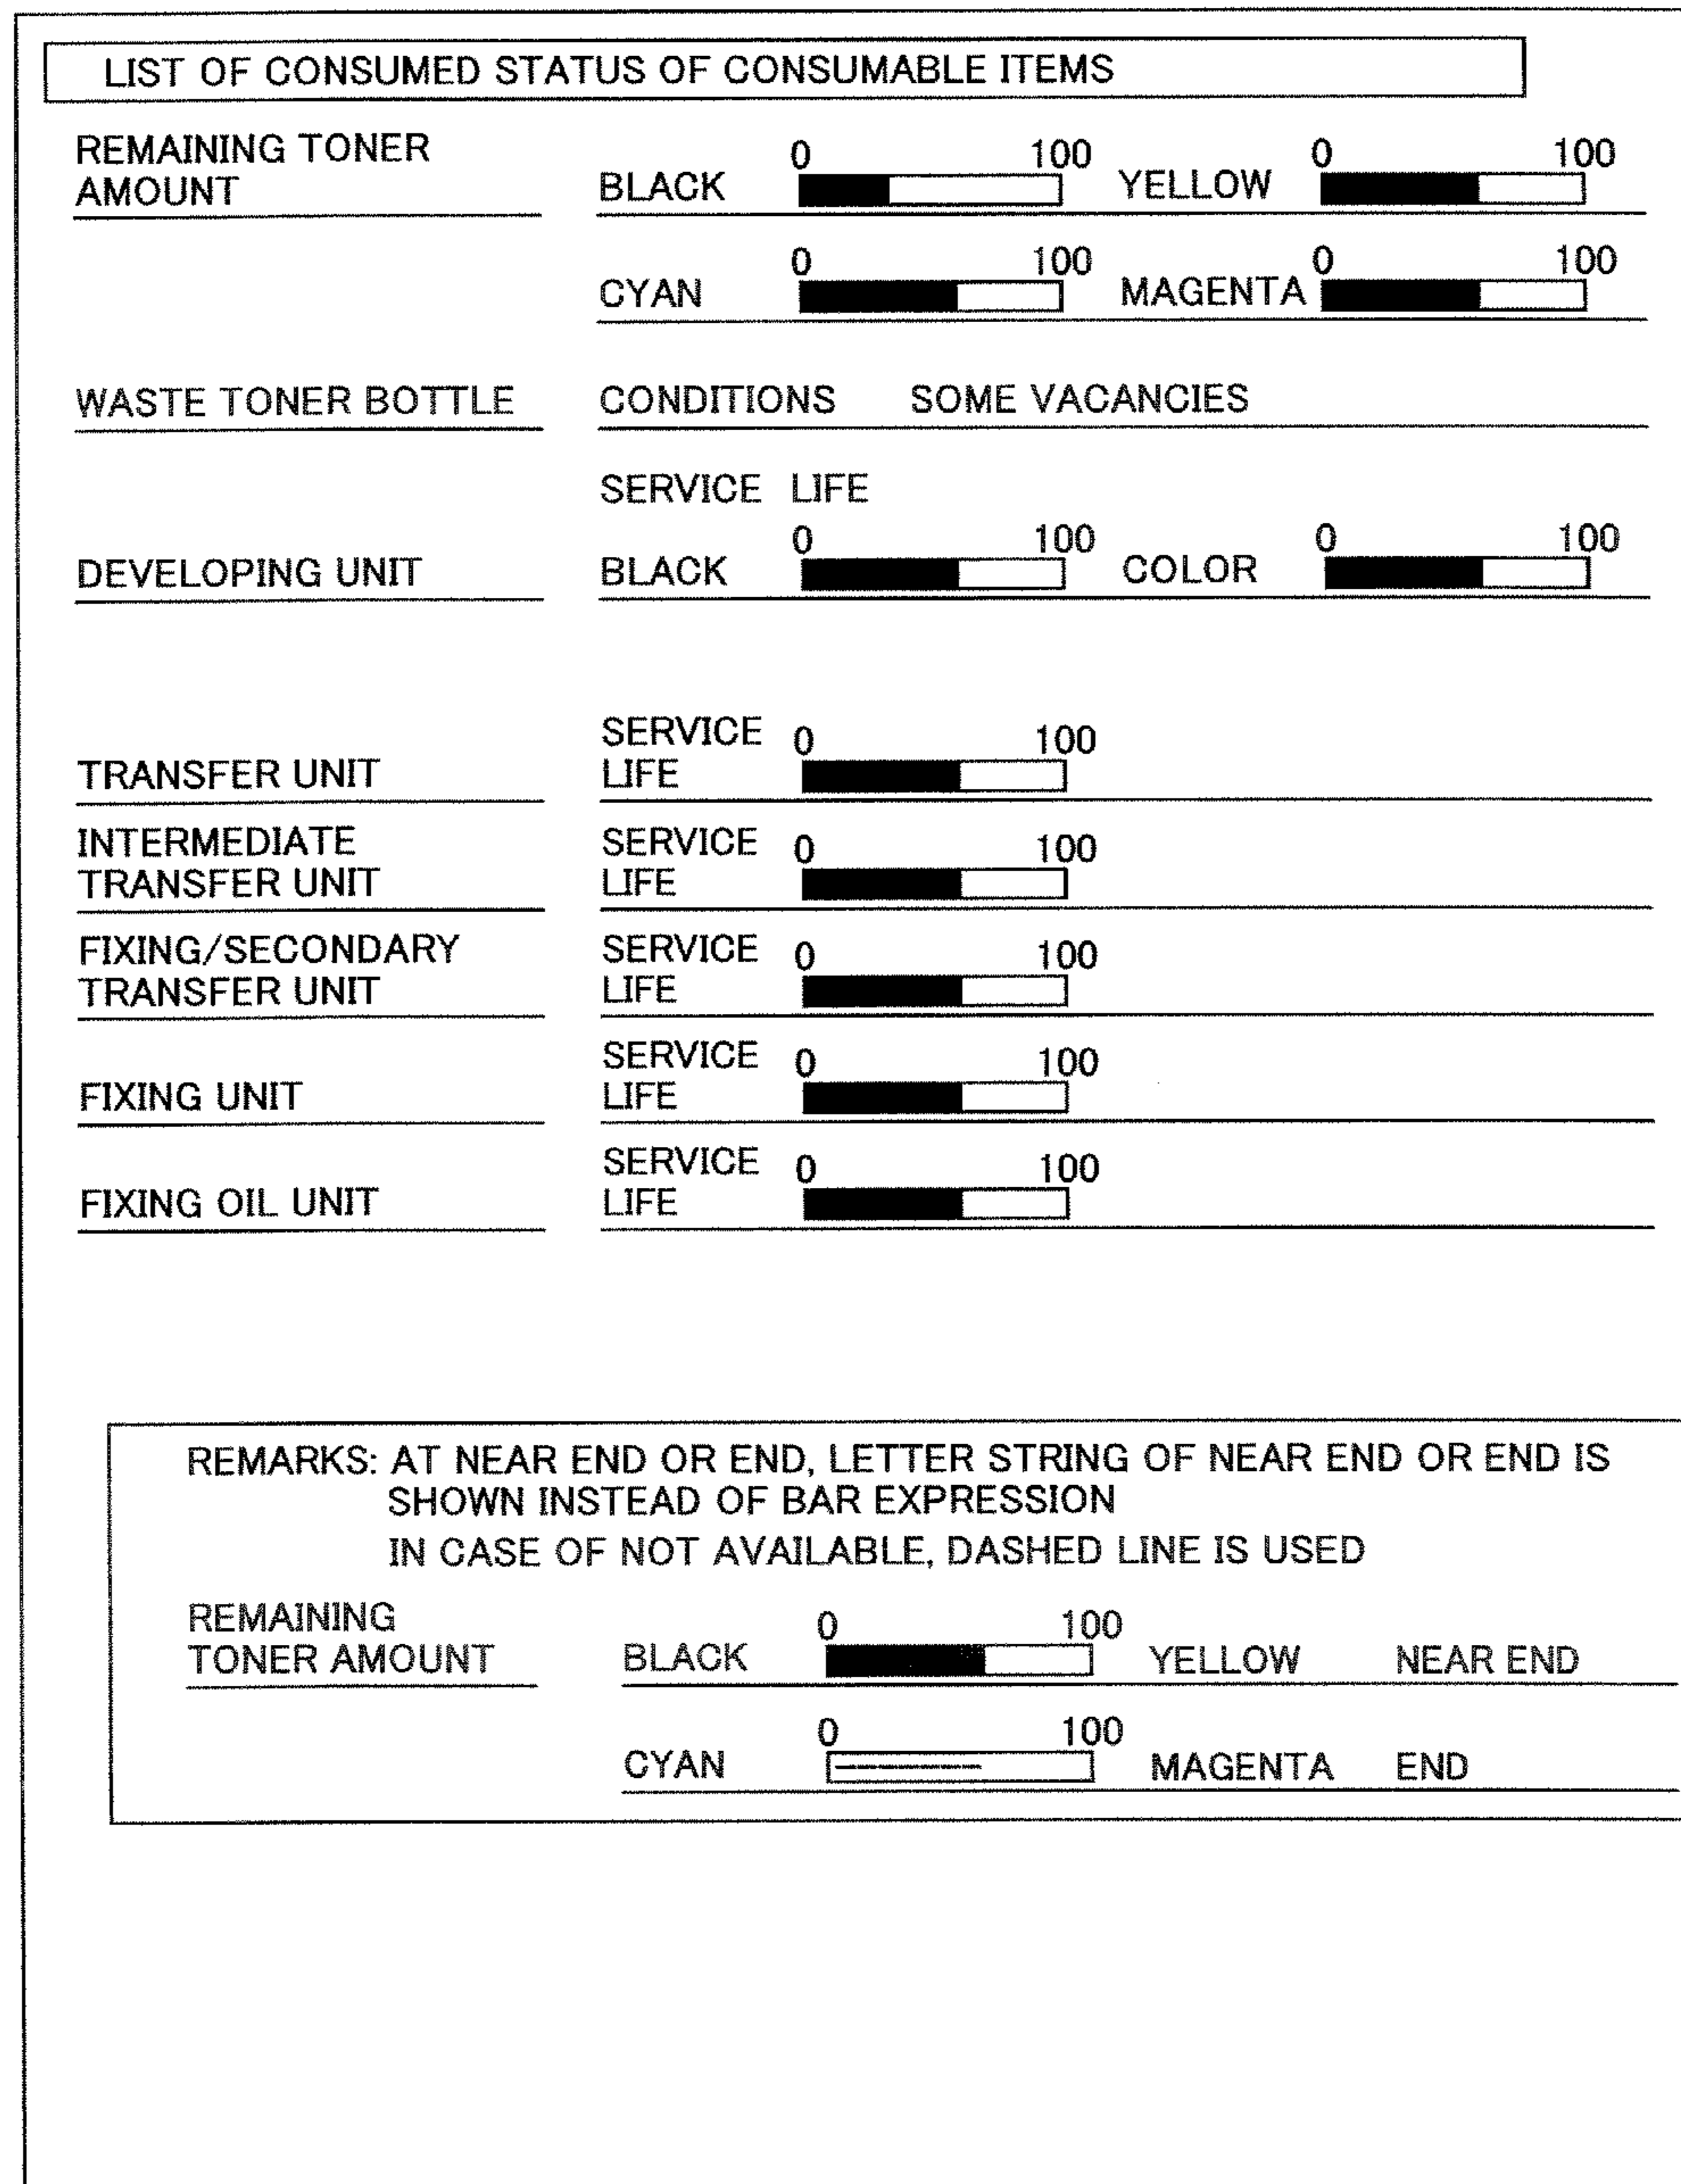 LIST OF CONSUMED STATUS OF CONSUMABLE ITEMS
REMAINING TONER
AMOUNT
BLACK 0 100 YELLOW 0 100
CYAN 0 100 MAGENTA 0 100
WASTE TONER BOTTLE CONDITIONS SOME VACANCIES
SERVICE LIFE
DEVELOPING UNIT BLACK 0 100 COLOR 0 100
SERVICE 0 100
TRANSFER UNIT LIFE
INTERMEDIATE SERVICE 0 100
TRANSFER UNIT LIFE
FIXING/SECONDARY SERVICE 0 100
TRANSFER UNIT LIFE
SERVICE 0 100
FIXING UNIT LIFE
SERVICE 0 100
FIXING OIL UNIT LIFE
REMARKS: AT NEAR END OR END, LETTER STRING OF NEAR END OR END IS
SHOWN INSTEAD OF BAR EXPRESSION
IN CASE OF NOT AVAILABLE, DASHED LINE IS USED
REMAINING 0 100
TONER AMOUNT BLACK YELLOW NEAR END
0 100
CYAN MAGENTA END